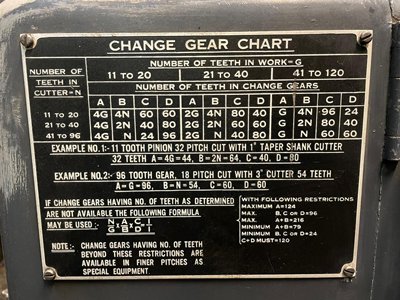 CHANGE GEAR CHART
NUMBER OF TEETH IN CUTTER-N
NUMBER OF TEETH IN WORK-G
11 TO 20 21 TO 40 41 TO 120
NUMBER OF TEETH IN CHANGE GEARS
A B C D A B C D A B C D
11 TO 20 4G 4N 60 60 2G 4N 80 40 G 4N 96 24
21 TO 40 4G 2N 40 80 2G 2N 60 60 G 2N 80 40
41 TO 96 4G N 24 96 2G N 40 80 G N 60 60
EXAMPLE NO.1:- 11 TOOTH PINION 32 PITCH CUT WITH 1" TAPER SHANK CUTTER
32 TEETH A=4G=44, B=2N=64, C=40, D=80
EXAMPLE NO.2:- 96 TOOTH GEAR, 18 PITCH CUT WITH 3" CUTTER 54 TEETH
A=G=96, B=N=54, C=60, D=60
IF CHANGE GEARS HAVING NO. OF TEETH AS DETERMINED
ARE NOT AVAILABLE THE FOLLOWING FORMULA
MAY BE USED :-
WITH FOLLOWING RESTRICTIONS
MAXIMUM A=124
MAX. B, C OR D=96
MAX. A+B=216
MINIMUM A+B=79
MINIMUM B, C OR D=24
C+D MUST=120
NOTE :- CHANGE GEARS HAVING NO. OF TEETH
BEYOND THESE RESTRICTIONS ARE
AVAILABLE IN FINER PITCHES AS
SPECIAL EQUIPMENT.